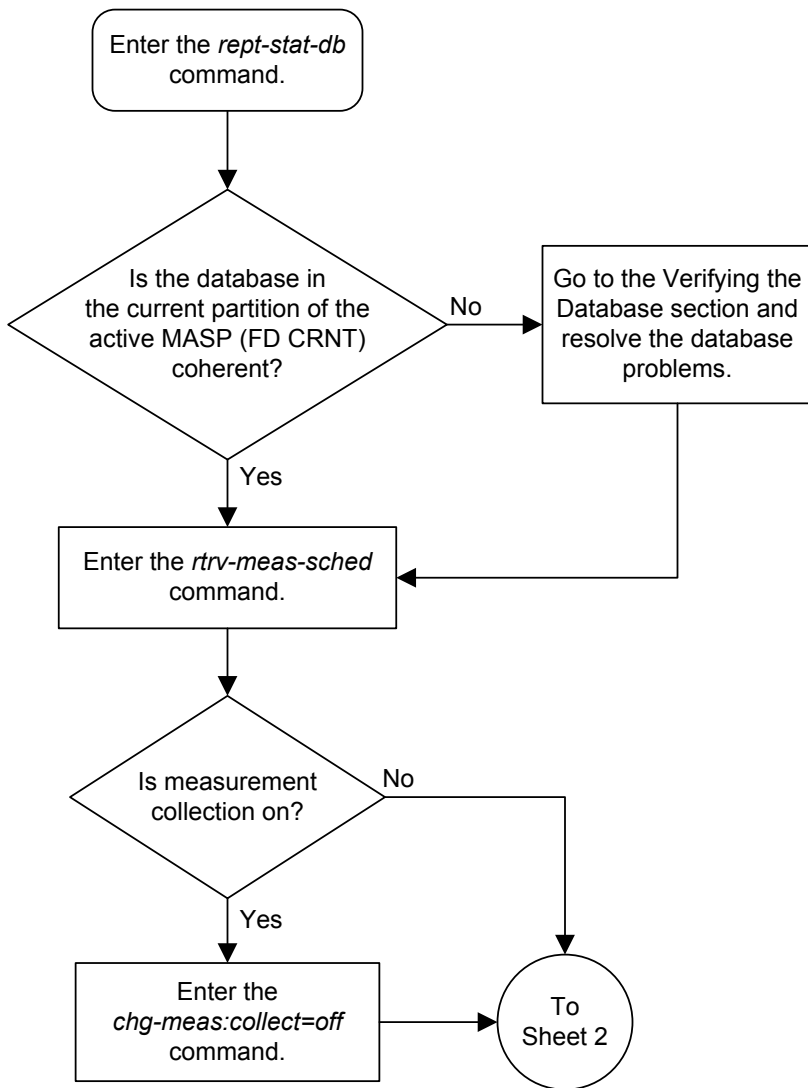 Enter the rept-stat-db
command.
Is the database in
the current partition of the
active MASP (FD CRNT)
coherent?
No
Go to the Verifying the
Database section and
resolve the database
problems.
Yes
Enter the rtrv-meas-sched
command.
Is measurement
collection on?
No
Yes
Enter the
chg-meas:collect=off
command.
To
Sheet 2